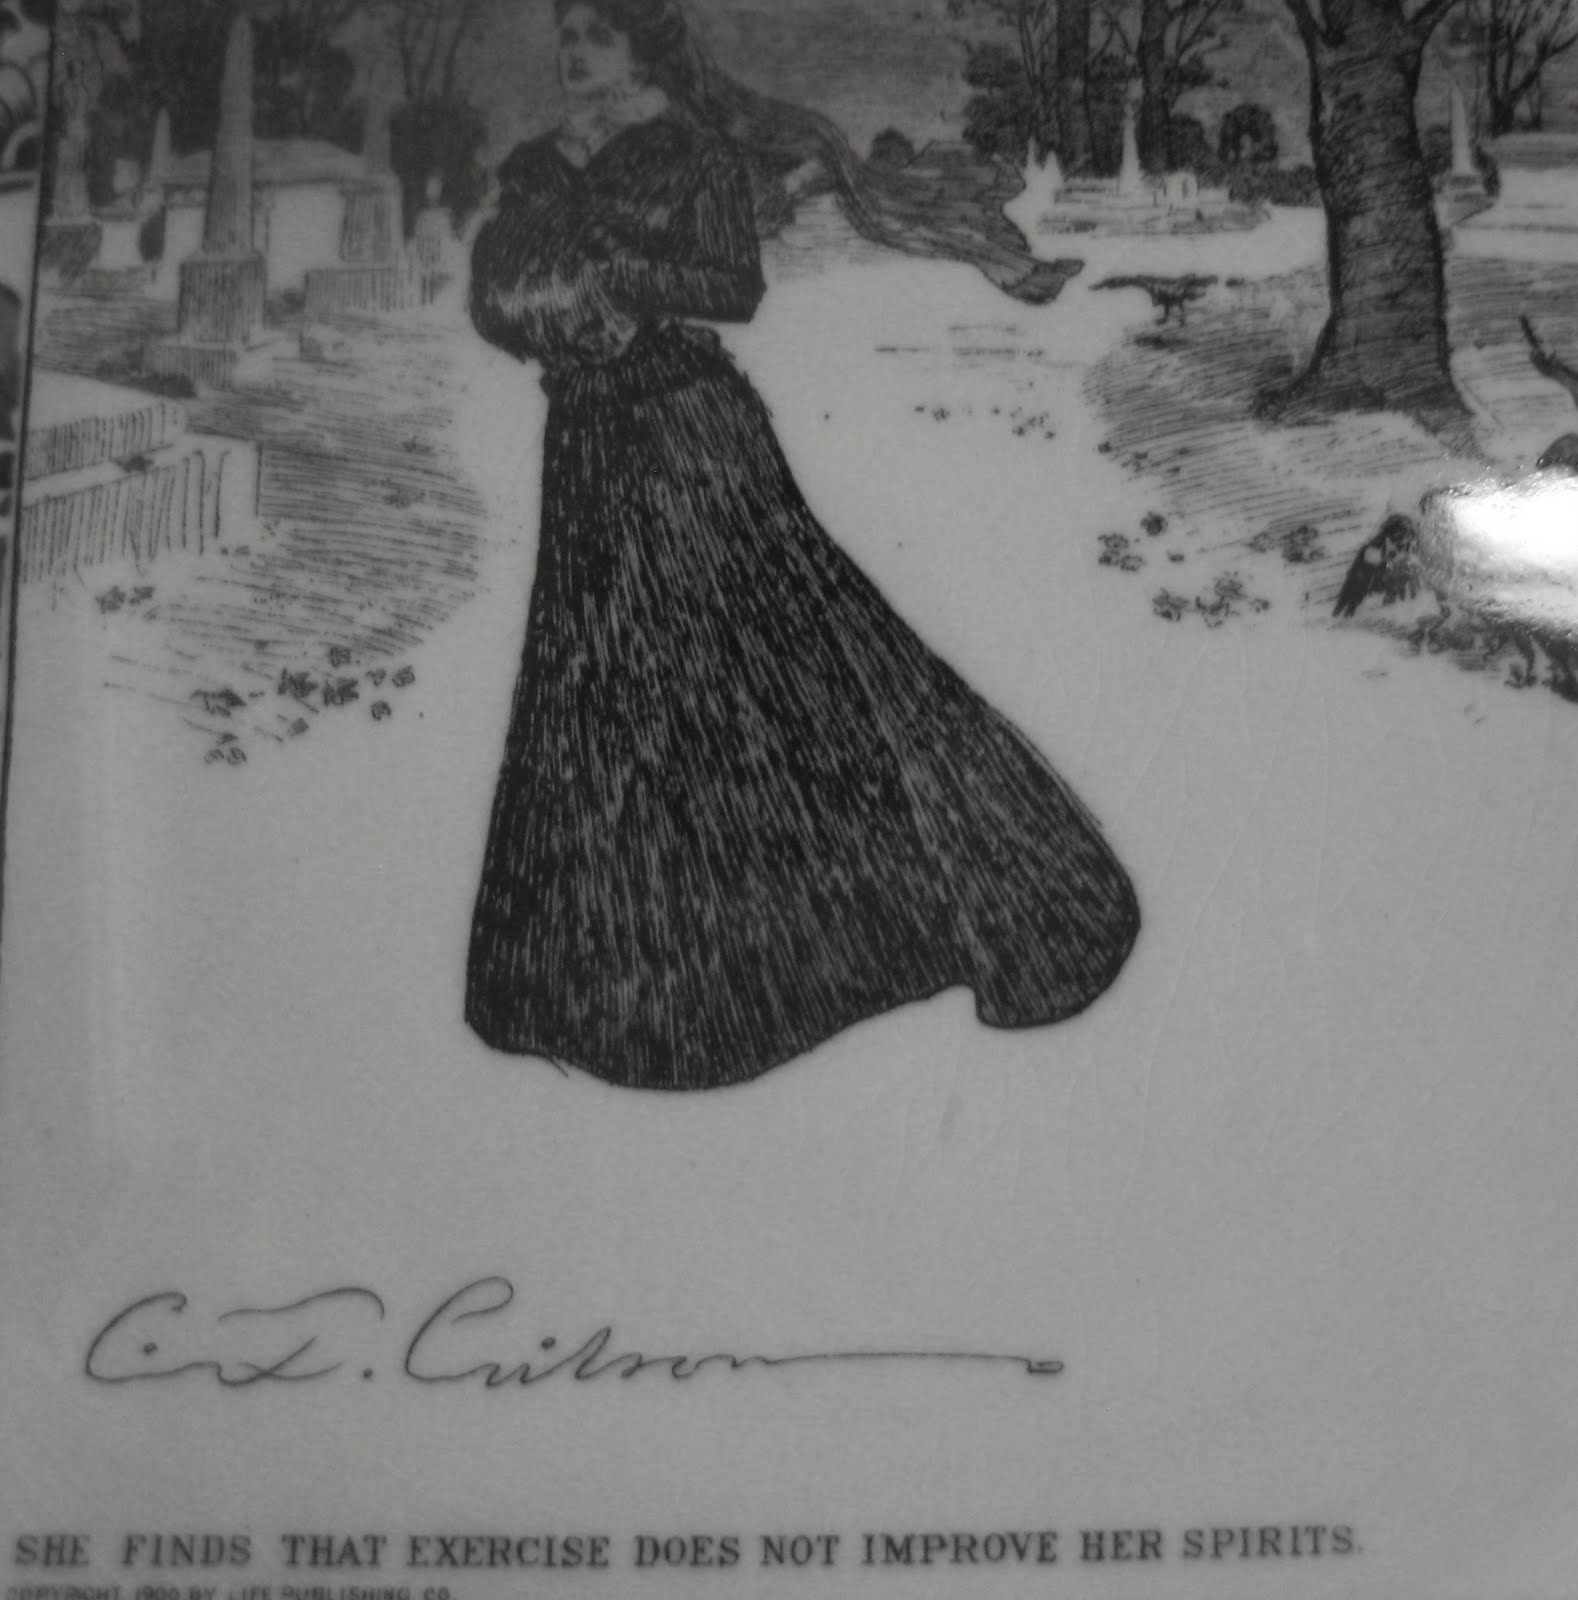 C. D. Gibson
SHE FINDS THAT EXERCISE DOES NOT IMPROVE HER SPIRITS.
COPYRIGHT 1900 BY LIFE PUBLISHING CO.